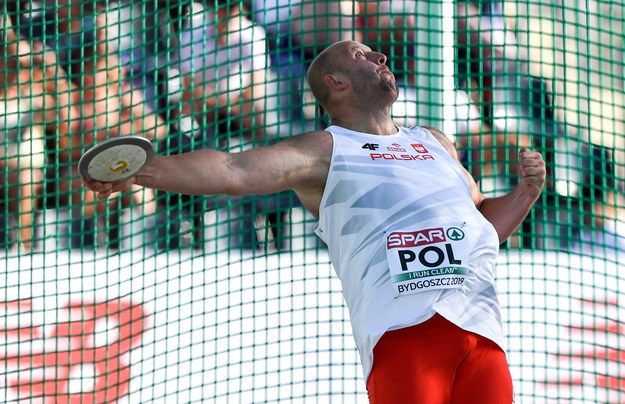 4F
POLSKA
SPAR
POL
I RUN CLEAN
BYDGOSZCZ 2019